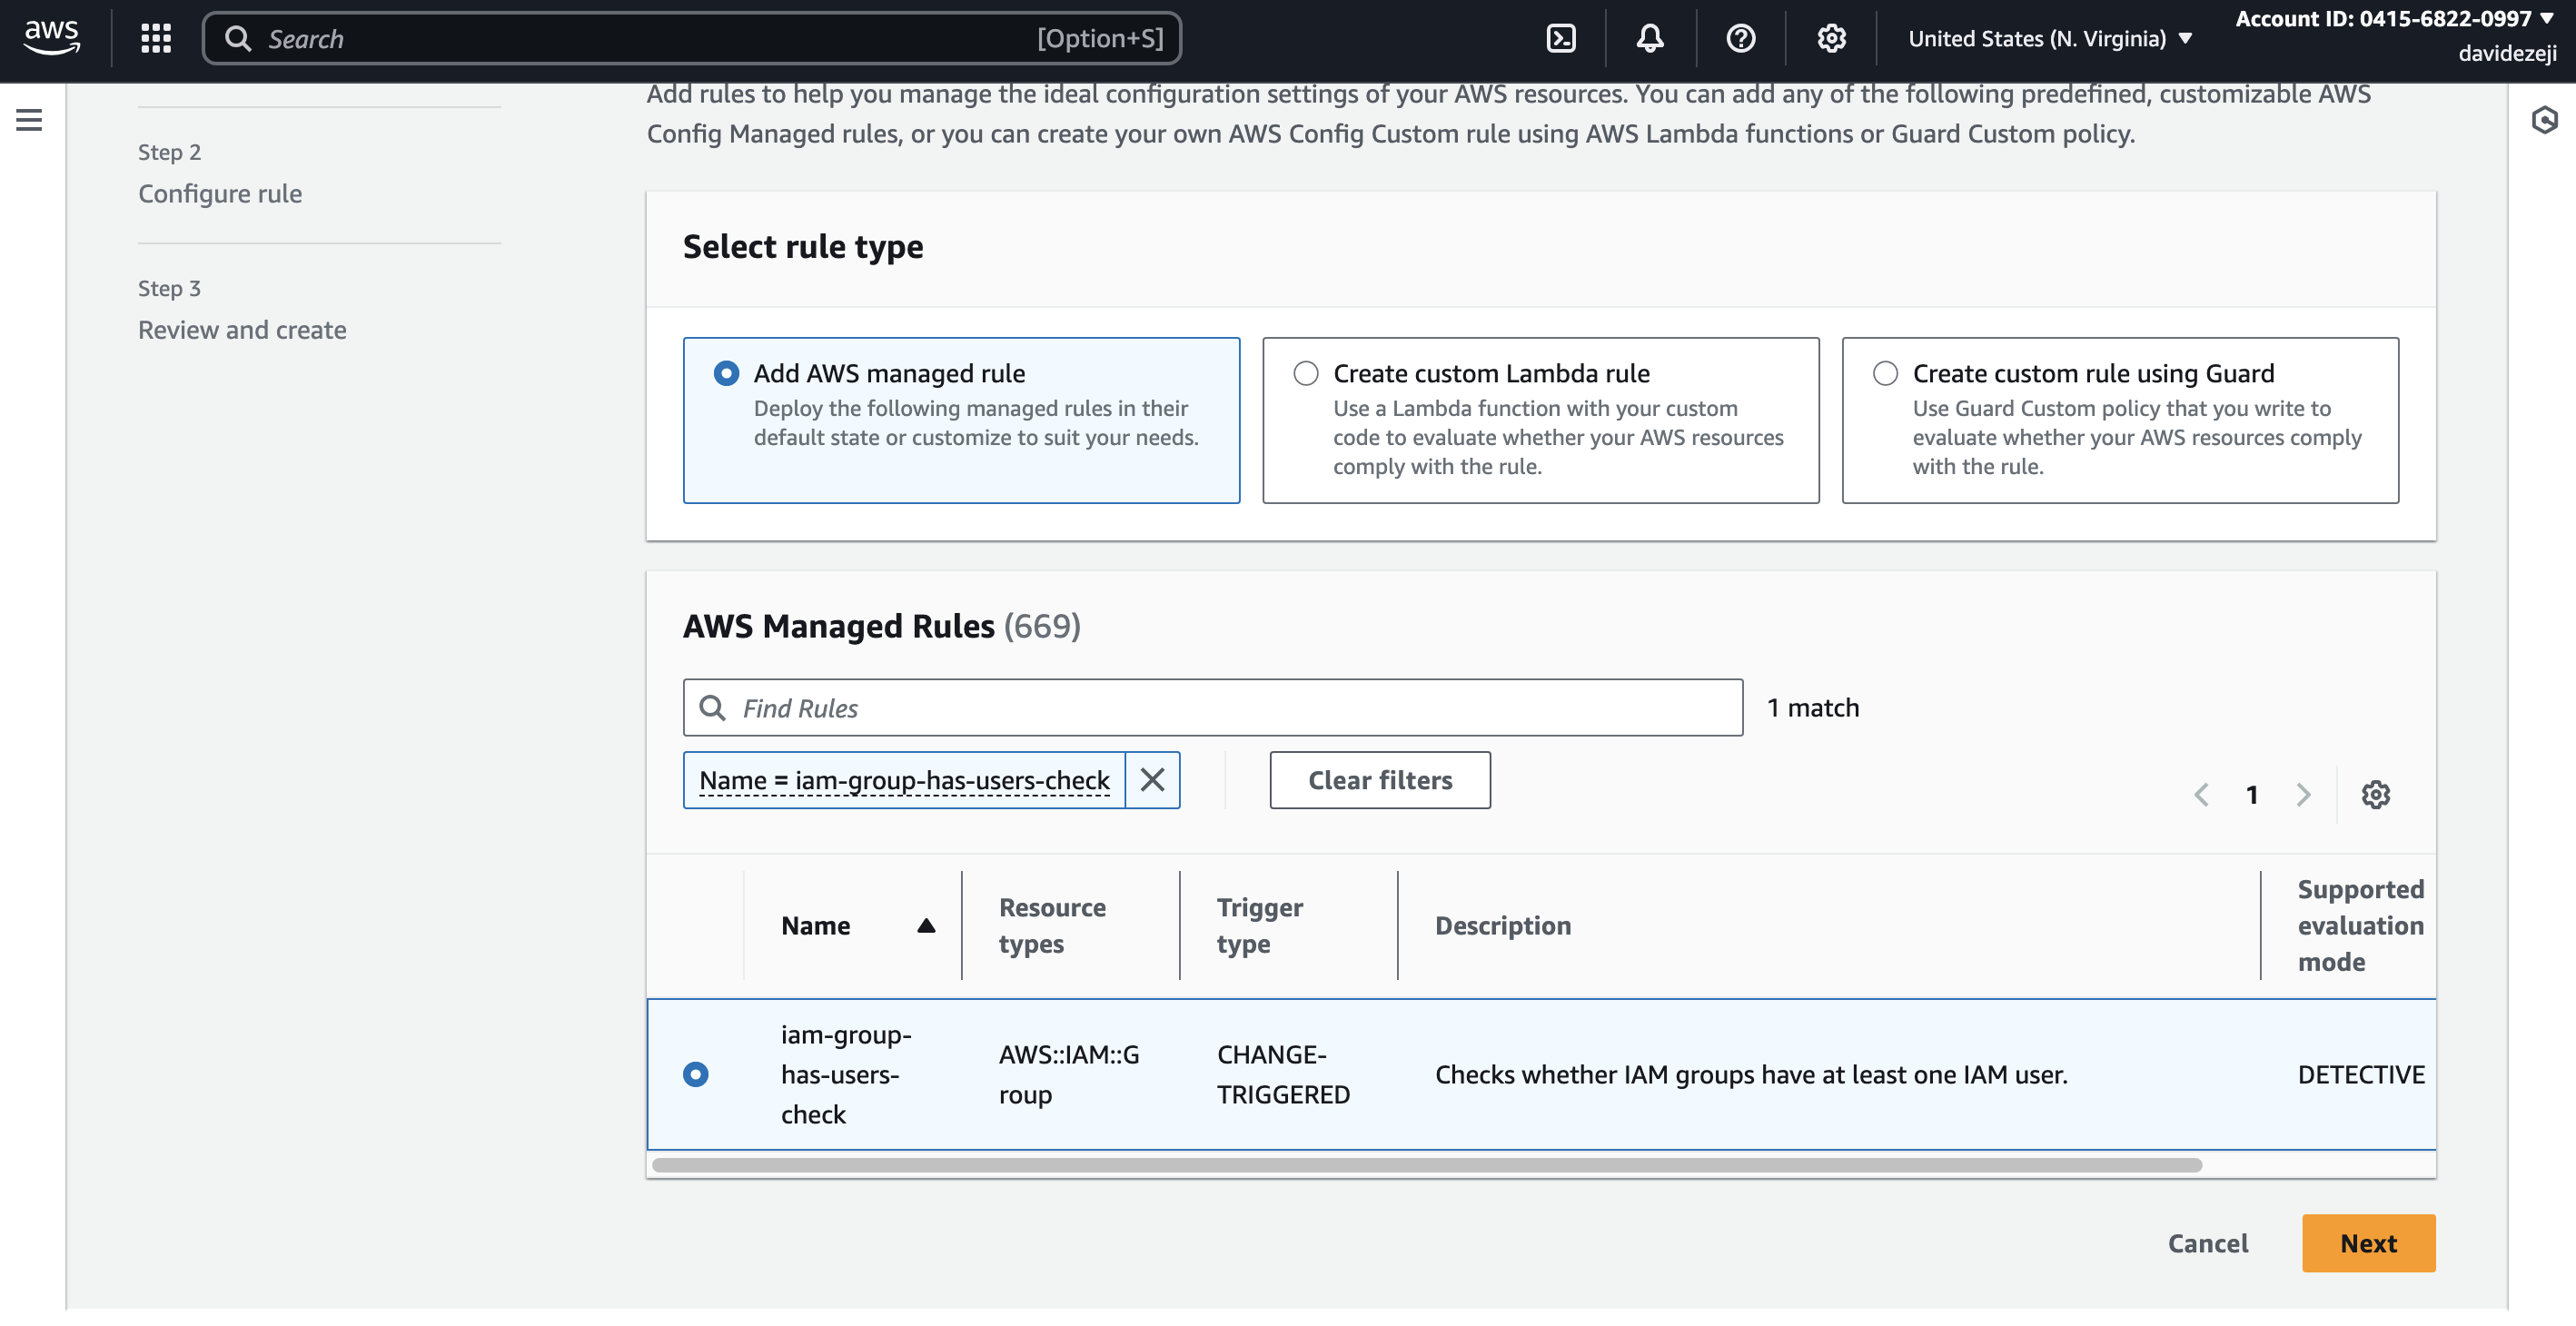 aws
Search
[Option+S]
United States (N. Virginia)
Account ID: 0415-6822-0997
davidezeji
Step 2
Configure rule
Step 3
Review and create
Add rules to help you manage the ideal configuration settings of your AWS resources. You can add any of the following predefined, customizable AWS
Config Managed rules, or you can create your own AWS Config Custom rule using AWS Lambda functions or Guard Custom policy.
Select rule type
Add AWS managed rule
Deploy the following managed rules in their
default state or customize to suit your needs.
Create custom Lambda rule
Use a Lambda function with your custom
code to evaluate whether your AWS resources
comply with the rule.
Create custom rule using Guard
Use Guard Custom policy that you write to
evaluate whether your AWS resources comply
with the rule.
AWS Managed Rules (669)
Find Rules
1 match
Name = iam-group-has-users-check
Clear filters
1
Name
Resource
types
Trigger
type
Description
Supported
evaluation
mode
iam-group-
has-users-
check
AWS::IAM::G
roup
CHANGE-
TRIGGERED
Checks whether IAM groups have at least one IAM user.
DETECTIVE
Cancel
Next